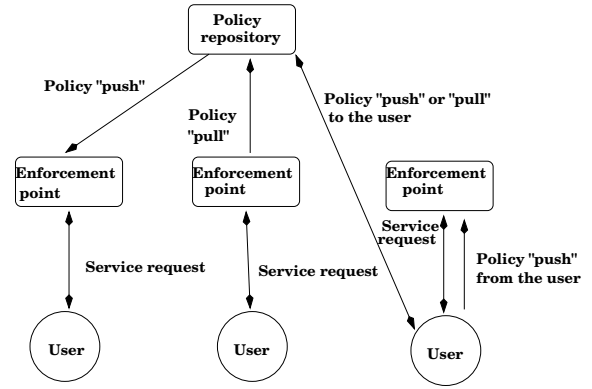 Policy
repository
Policy "push"
Policy
"pull"
Policy "push" or "pull"
to the user
Enforcement
point
Enforcement
point
Enforcement
point
Service request
Service request
Service
request
Policy "push"
from the user
User
User
User